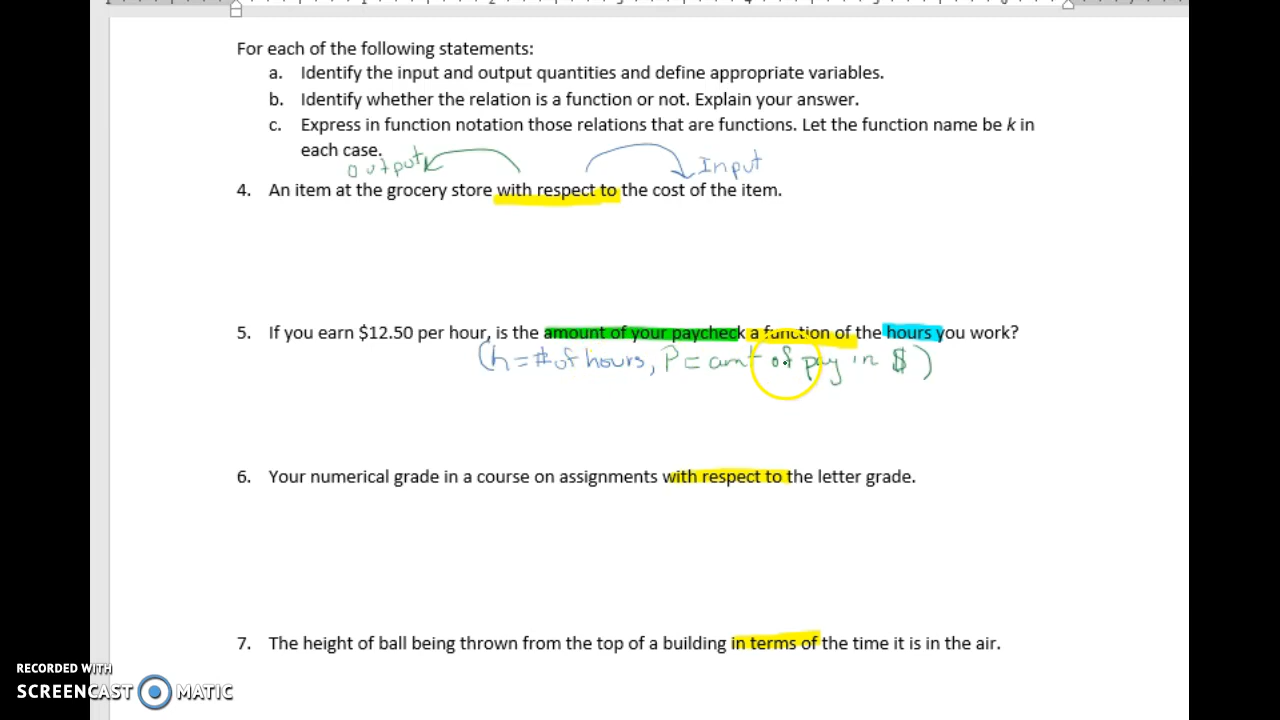 For each of the following statements:
a. Identify the input and output quantities and define appropriate variables.
b. Identify whether the relation is a function or not. Explain your answer.
c. Express in function notation those relations that are functions. Let the function name be k in
each case.
output Input
4. An item at the grocery store with respect to the cost of the item.
5. If you earn $12.50 per hour, is the amount of your paycheck a function of the hours you work?
(h = # of hours, P = amt of pay in $)
6. Your numerical grade in a course on assignments with respect to the letter grade.
7. The height of ball being thrown from the top of a building in terms of the time it is in the air.
RECORDED WITH
SCREENCAST MATIC